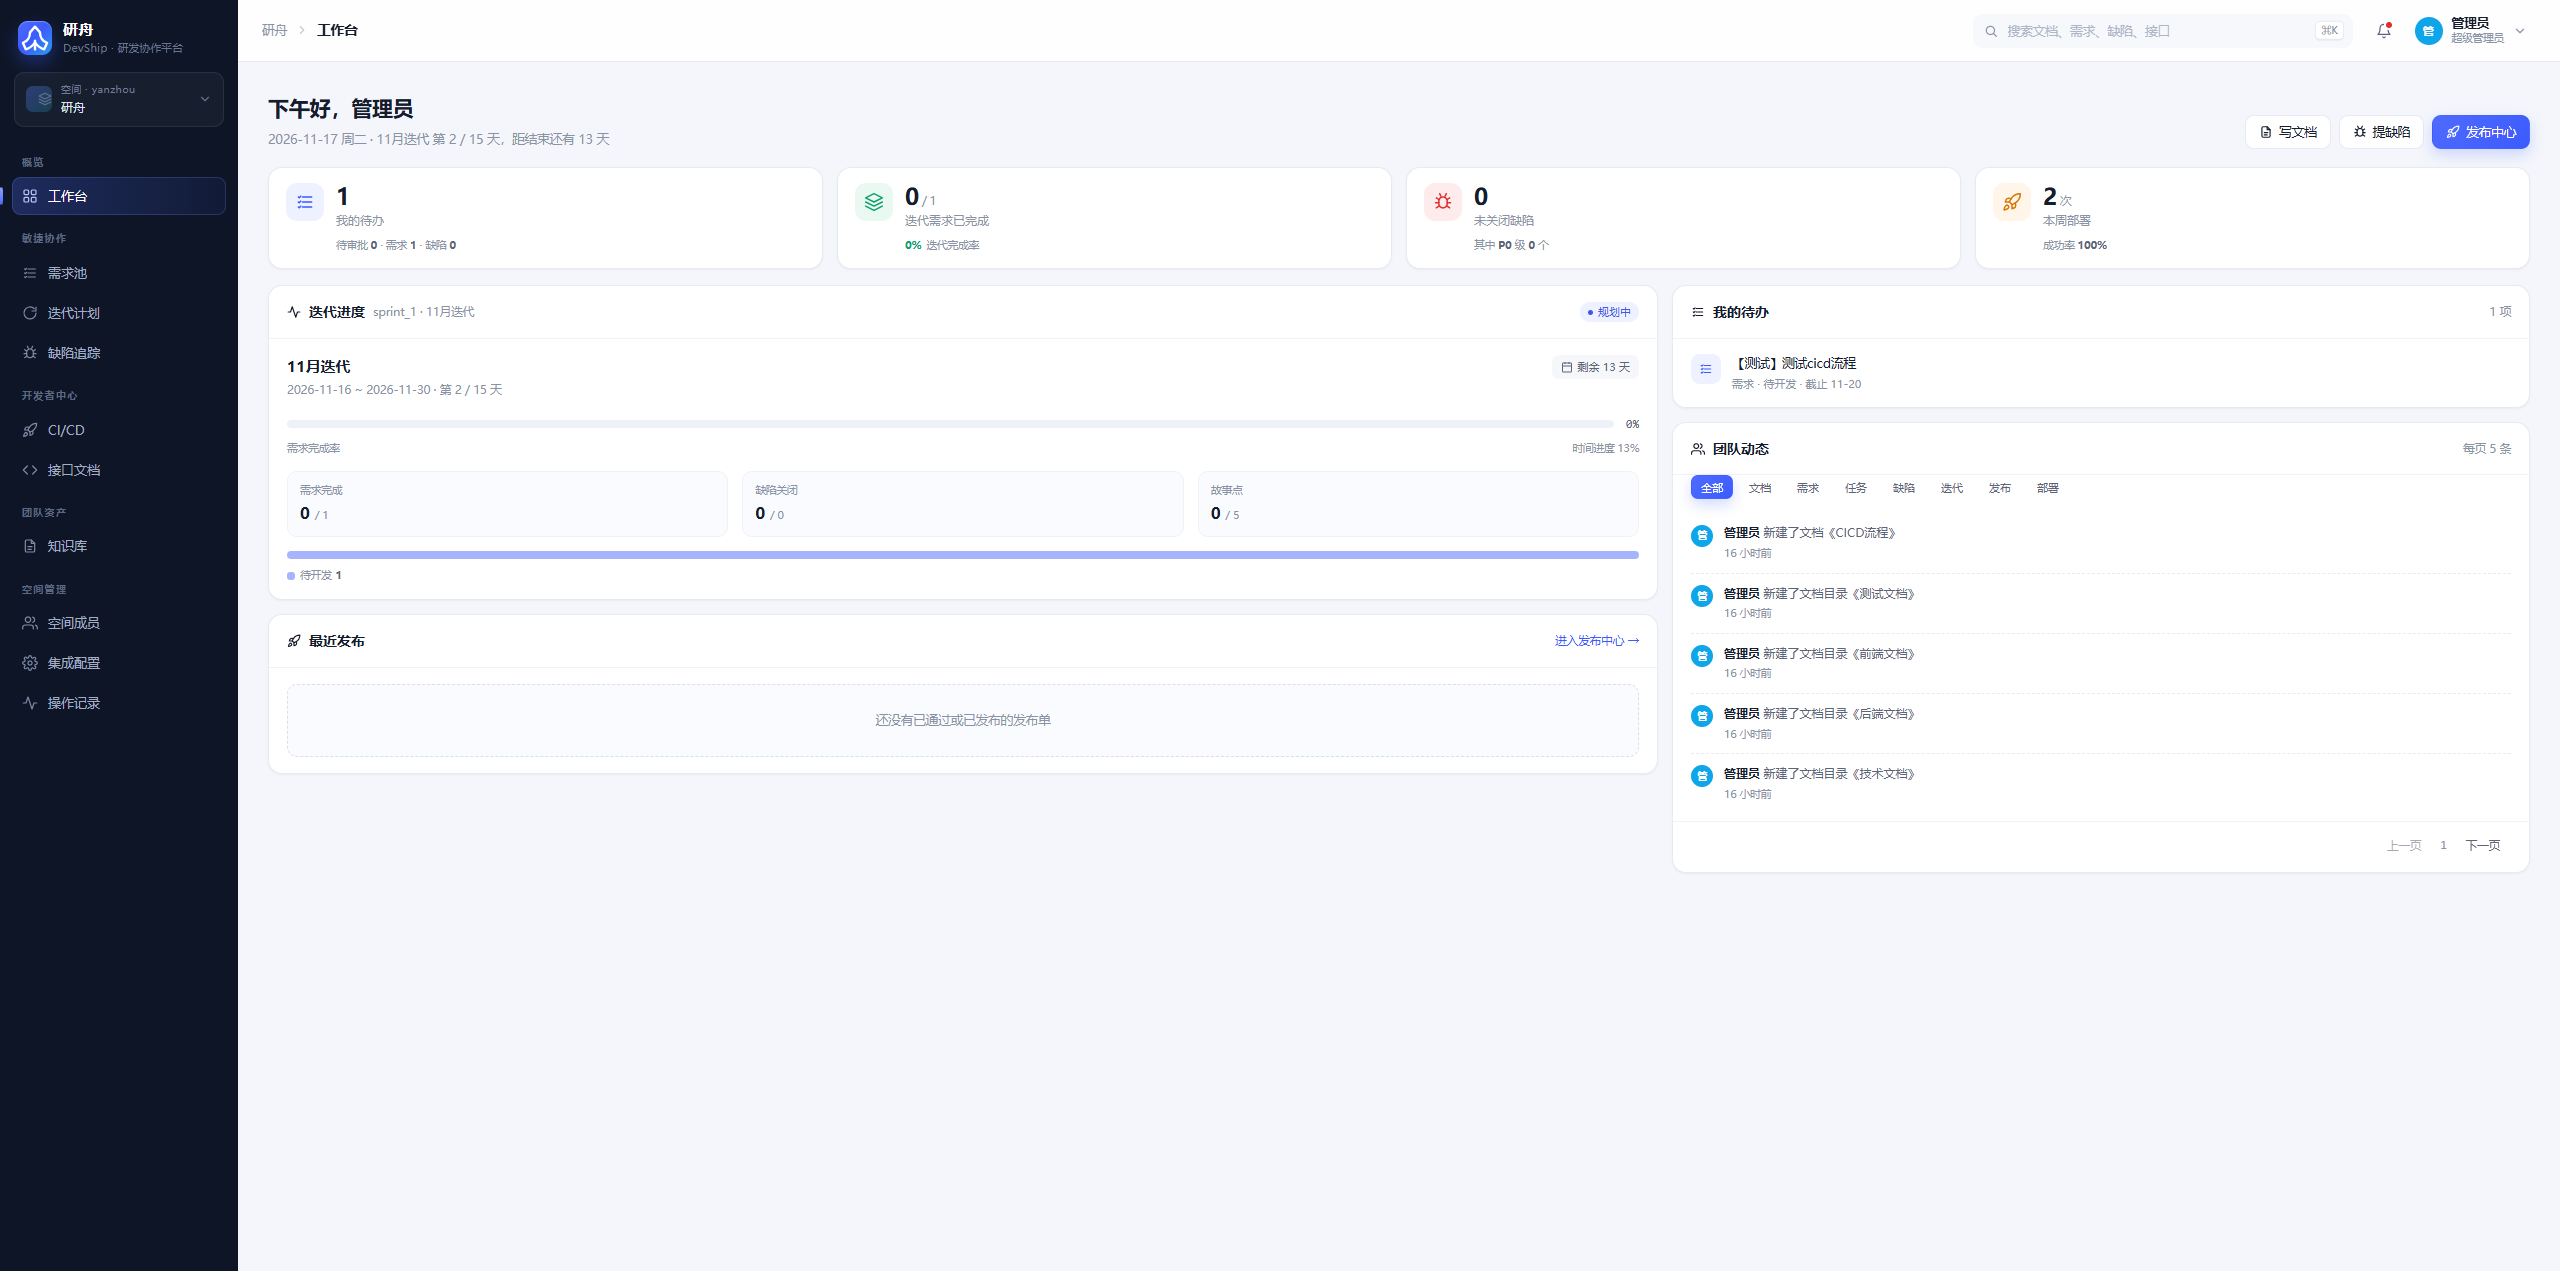 研舟
DevShip · 研发协作平台
空间 · yanzhou
研舟
概览
工作台
敏捷协作
需求池
迭代计划
缺陷追踪
开发者中心
CI/CD
接口文档
团队资产
知识库
空间管理
空间成员
集成配置
操作记录
研舟 > 工作台
搜索文档、需求、缺陷、接口 ⌘K
管 管理员
超级管理员
下午好，管理员
2026-11-17 周二 · 11月迭代 第 2 / 15 天，距结束还有 13 天
写文档 提缺陷 发布中心
1
我的待办
待审批 0 · 需求 1 · 缺陷 0
0 / 1
迭代需求已完成
0% 迭代完成率
0
未关闭缺陷
其中 P0 级 0 个
2 次
本周部署
成功率 100%
迭代进度 sprint_1 · 11月迭代 规划中
11月迭代 剩余 13 天
2026-11-16 ~ 2026-11-30 · 第 2 / 15 天
0%
需求完成率 时间进度 13%
需求完成
0 / 1
缺陷关闭
0 / 0
故事点
0 / 5
待开发 1
最近发布 进入发布中心 →
还没有已通过或已发布的发布单
我的待办 1 项
【测试】测试cicd流程
需求 · 待开发 · 截止 11-20
团队动态 每页 5 条
全部 文档 需求 任务 缺陷 迭代 发布 部署
管 管理员 新建了文档《CICD流程》
16 小时前
管 管理员 新建了文档目录《测试文档》
16 小时前
管 管理员 新建了文档目录《前端文档》
16 小时前
管 管理员 新建了文档目录《后端文档》
16 小时前
管 管理员 新建了文档目录《技术文档》
16 小时前
上一页 1 下一页